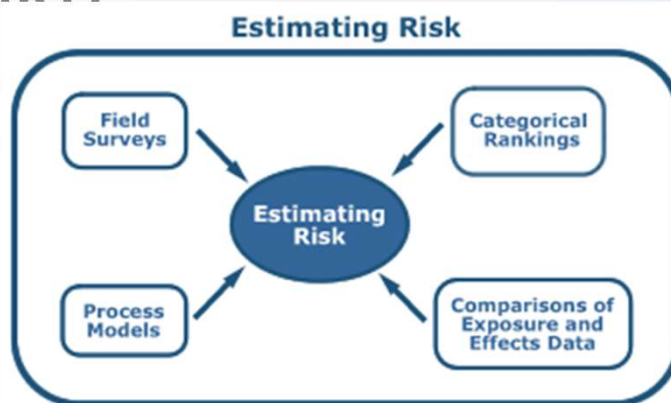 Estimating Risk
Field
Surveys
Categorical
Rankings
Estimating
Risk
Process
Models
Comparisons of
Exposure and
Effects Data